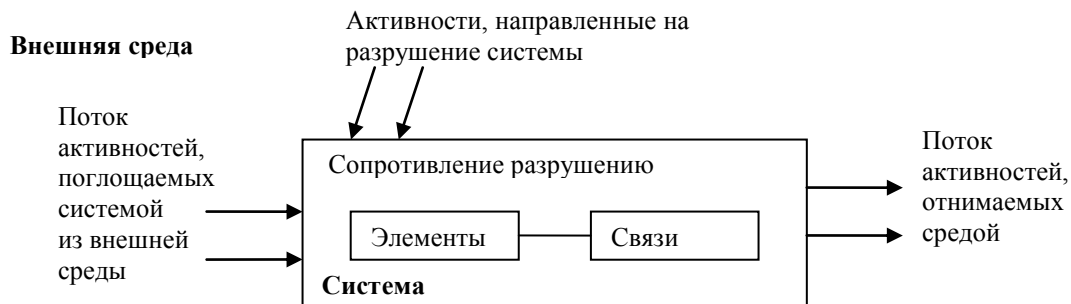 Активности, направленные на
разрушение системы
Внешняя среда
Поток
активностей,
поглощаемых
системой
из внешней
среды
Сопротивление разрушению
Элементы
Связи
Система
Поток
активностей,
отнимаемых
средой